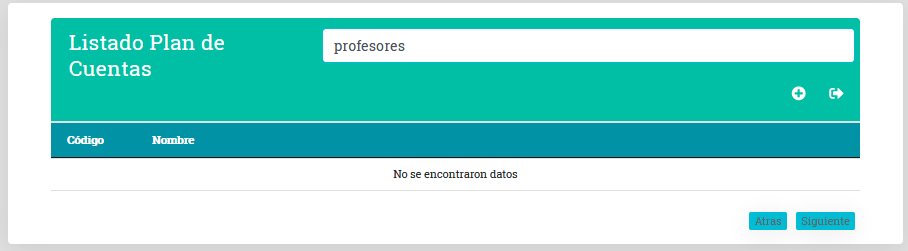 Listado Plan de
Cuentas
profesores
Código Nombre
No se encontraron datos
Atras Siguiente